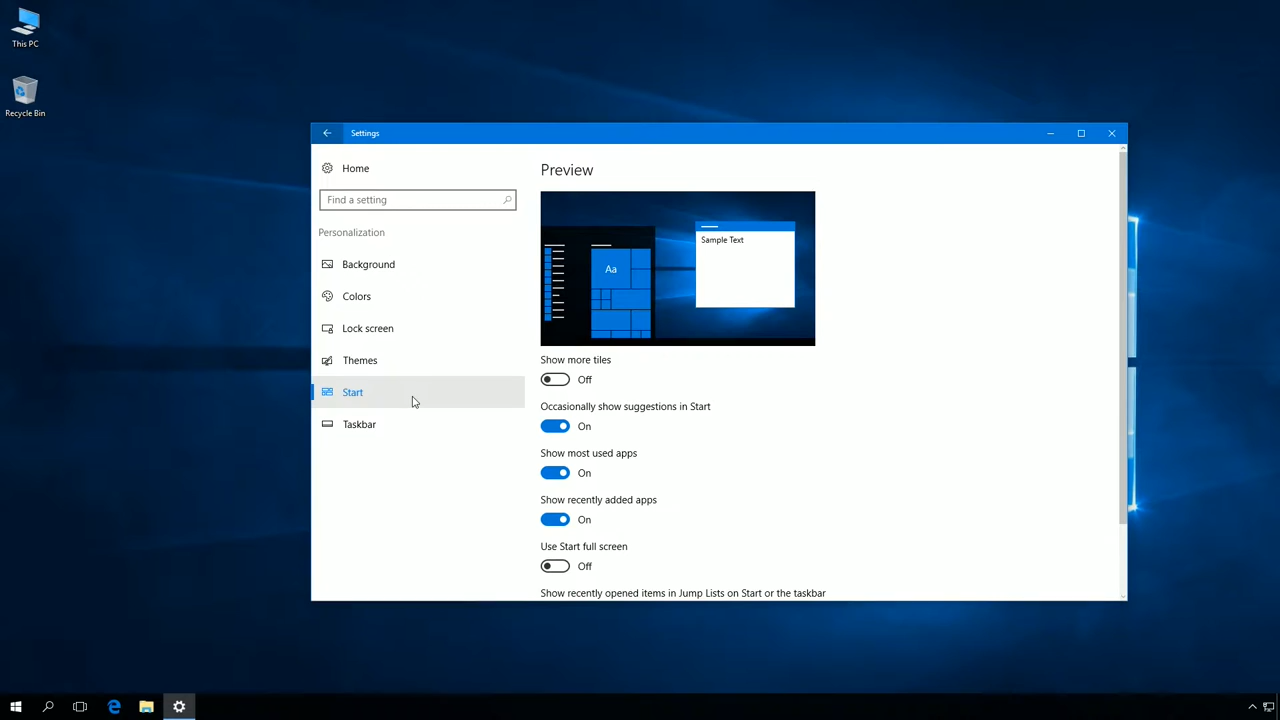 This PC
Recycle Bin
Settings
Home
Find a setting
Personalization
Background
Colors
Lock screen
Themes
Start
Taskbar
Preview
Aa
Sample Text
Show more tiles
Off
Occasionally show suggestions in Start
On
Show most used apps
On
Show recently added apps
On
Use Start full screen
Off
Show recently opened items in Jump Lists on Start or the taskbar